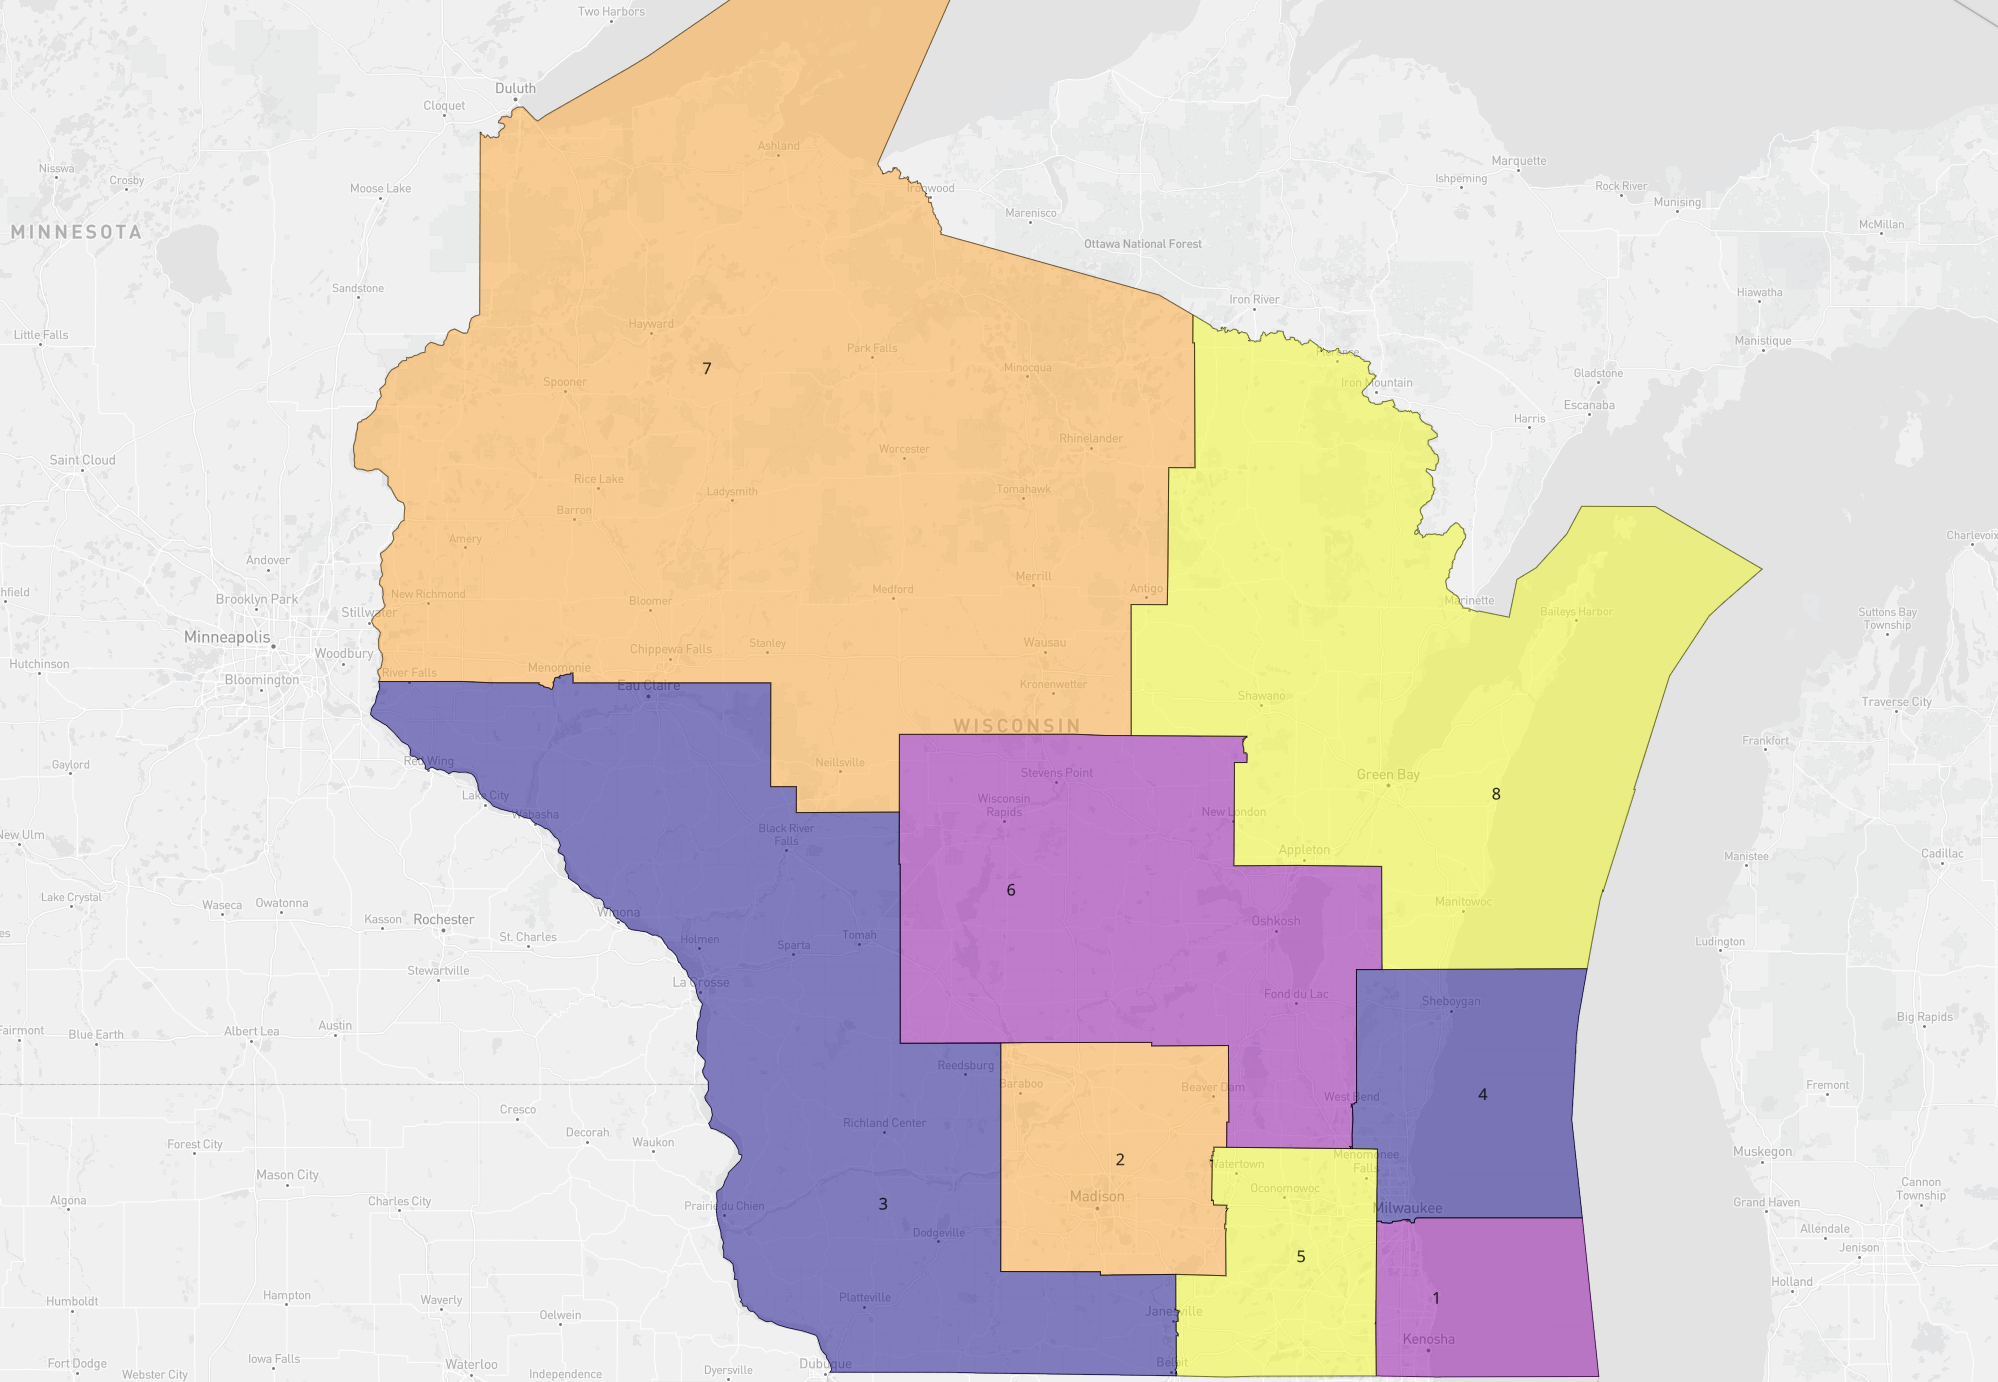 Two Harbors
Duluth
Cloquet
Ashland
Nisswa
Crosby
Moose Lake
Ironwood
Marenisco
Marquette
Ishpeming
Rock River
Munising
McMillan
MINNESOTA
Ottawa National Forest
Sandstone
Iron River
Hiawatha
Little Falls
Hayward
Park Falls
Manistique
7
Minocqua
Spooner
Iron Mountain
Gladstone
Escanaba
Harris
Saint Cloud
Worcester
Rhinelander
Rice Lake
Ladysmith
Tomahawk
Barron
Amery
Charlevoix
Andover
hfield
Brooklyn Park
New Richmond
Bloomer
Medford
Merrill
Antigo
Stillwater
Marinette
Baileys Harbor
Suttons Bay
Township
Minneapolis
Woodbury
Chippewa Falls
Stanley
Wausau
Hutchinson
Bloomington
River Falls
Menomonie
Eau Claire
Kronenwetter
Shawano
Traverse City
WISCONSIN
Frankfort
Gaylord
Red Wing
Neillsville
Stevens Point
Green Bay
8
Lake City
Wabasha
Wisconsin
Rapids
New London
New Ulm
Black River
Falls
Appleton
Manistee
Cadillac
6
Lake Crystal
Waseca
Owatonna
Kasson
Rochester
Winona
Manitowoc
es
St. Charles
Holmen
Sparta
Tomah
Oshkosh
Ludington
Stewartville
La Crosse
Fond du Lac
Sheboygan
Big Rapids
Fairmont
Blue Earth
Albert Lea
Austin
Reedsburg
Baraboo
Beaver Dam
West Bend
4
Fremont
Cresco
Richland Center
Decorah
Waukon
Forest City
2
Watertown
Menomonee
Falls
Muskegon
Mason City
Oconomowoc
Cannon
Township
Algona
Charles City
Prairie du Chien
3
Madison
Milwaukee
Grand Haven
Allendale
Dodgeville
5
Jenison
Humboldt
Hampton
Waverly
Oelwein
Platteville
Janesville
1
Holland
Kenosha
Fort Dodge
Webster City
Iowa Falls
Waterloo
Independence
Dyersville
Dubuque
Beloit